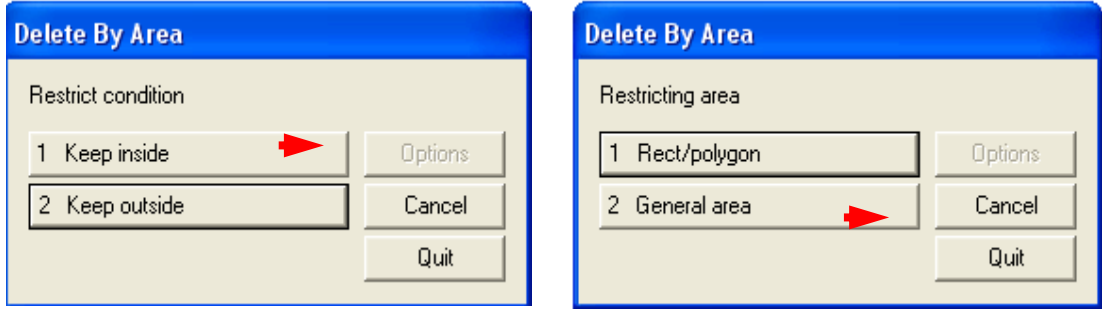 Delete By Area
Restrict condition
1 Keep inside
Options
2 Keep outside
Cancel
Quit
Delete By Area
Restricting area
1 Rect/polygon
Options
2 General area
Cancel
Quit